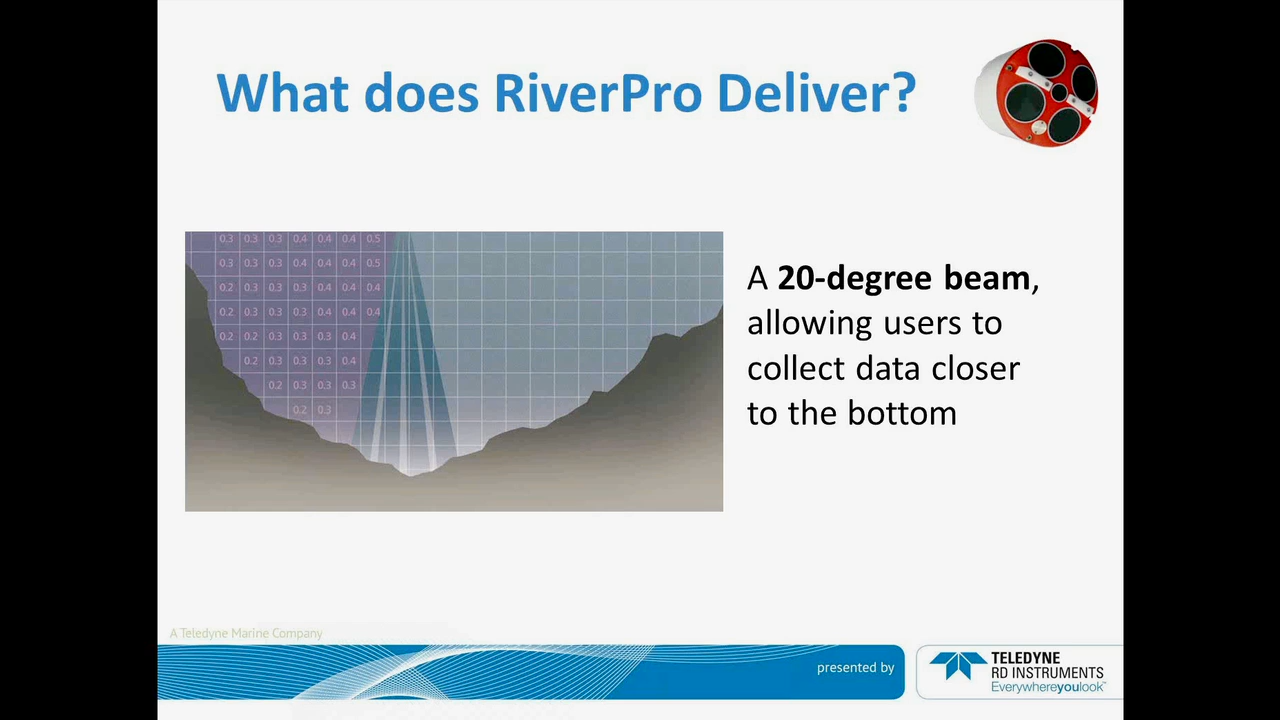 What does RiverPro Deliver?
0.3 0.3 0.3 0.4 0.4 0.4 0.5
0.3 0.3 0.3 0.4 0.4 0.4 0.5
0.2 0.3 0.3 0.3 0.4 0.4 0.4
0.2 0.3 0.3 0.3 0.4 0.4 0.4
0.2 0.2 0.3 0.3 0.3 0.4
0.2 0.3 0.3 0.3 0.4
0.2 0.3 0.3 0.3
0.2 0.3
A 20-degree beam,
allowing users to
collect data closer
to the bottom
A Teledyne Marine Company
presented by
TELEDYNE
RD INSTRUMENTS
Everywhereyoulook™